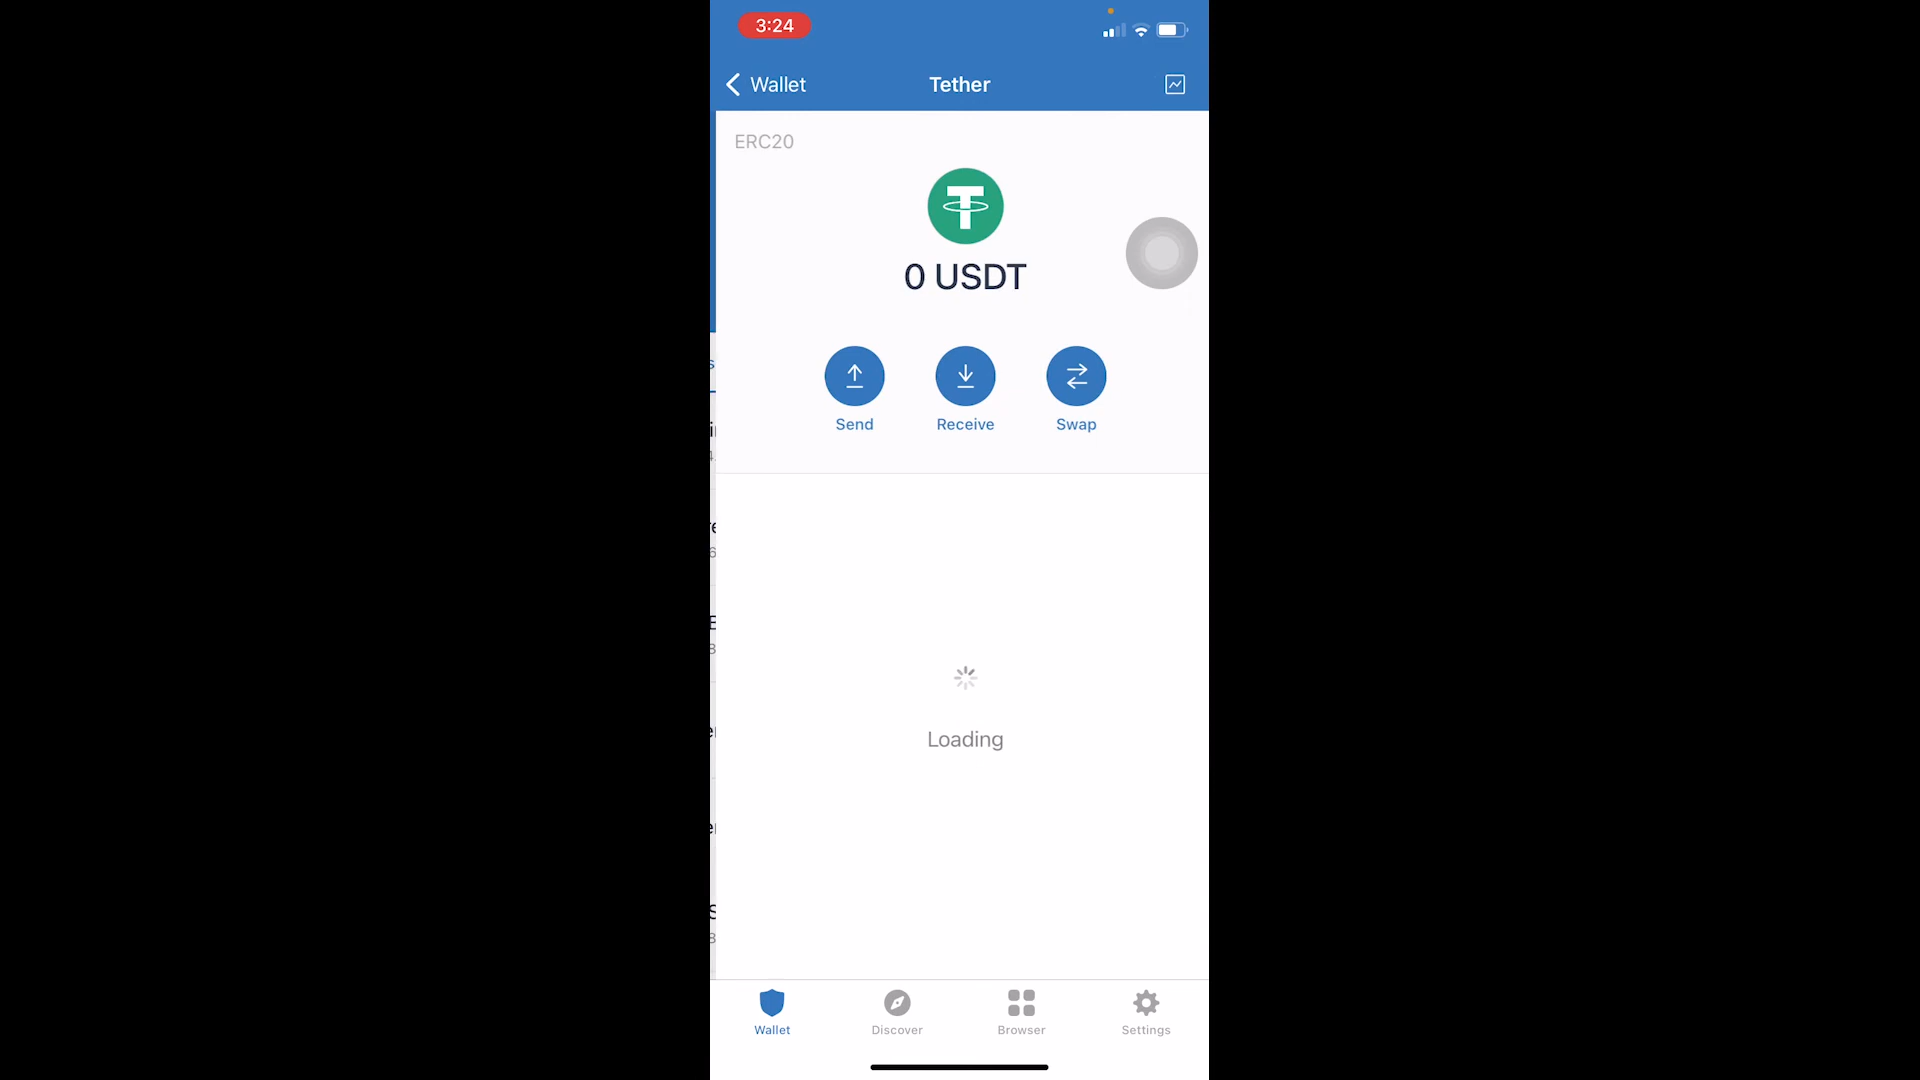 3:24
Wallet
Tether
ERC20
0 USDT
Send
Receive
Swap
Loading
Wallet
Discover
Browser
Settings